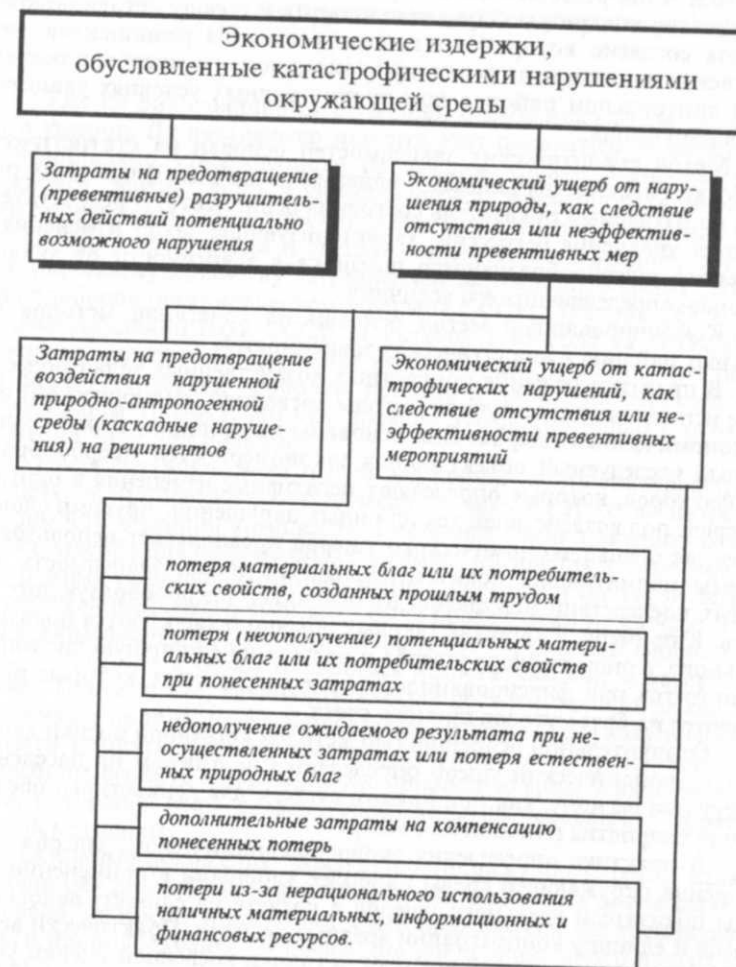 Экономические издержки,
обусловленные катастрофическими нарушениями
окружающей среды
Затраты на предотвращение
(превентивные) разрушитель-
ных действий потенциально
возможного нарушения
Экономический ущерб от нару-
шения природы, как следствие
отсутствия или неэффектив-
ности превентивных мер
Затраты на предотвращение
воздействия нарушенной
природно-антропогенной
среды (каскадные наруше-
ния) на реципиентов
Экономический ущерб от катас-
трофических нарушений, как
следствие отсутствия или не-
эффективности превентивных
мероприятий
потеря материальных благ или их потребитель-
ских свойств, созданных прошлым трудом
потеря (недополучение) потенциальных матери-
альных благ или их потребительских свойств
при понесенных затратах
недополучение ожидаемого результата при не-
осуществленных затратах или потеря естествен-
ных природных благ
дополнительные затраты на компенсацию
понесенных потерь
потери из-за нерационального использования
наличных материальных, информационных и
финансовых ресурсов.